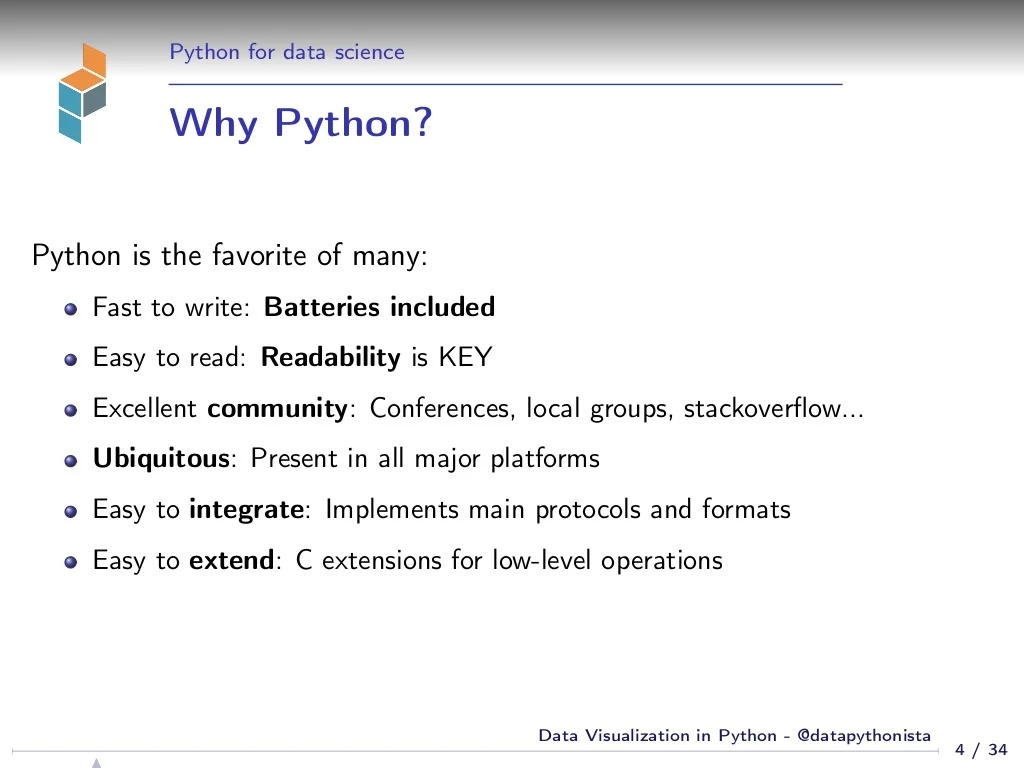 Python for data science
Why Python?
Python is the favorite of many:
Fast to write: Batteries included
Easy to read: Readability is KEY
Excellent community: Conferences, local groups, stackoverflow...
Ubiquitous: Present in all major platforms
Easy to integrate: Implements main protocols and formats
Easy to extend: C extensions for low-level operations
Data Visualization in Python - @datapythonista
4 / 34